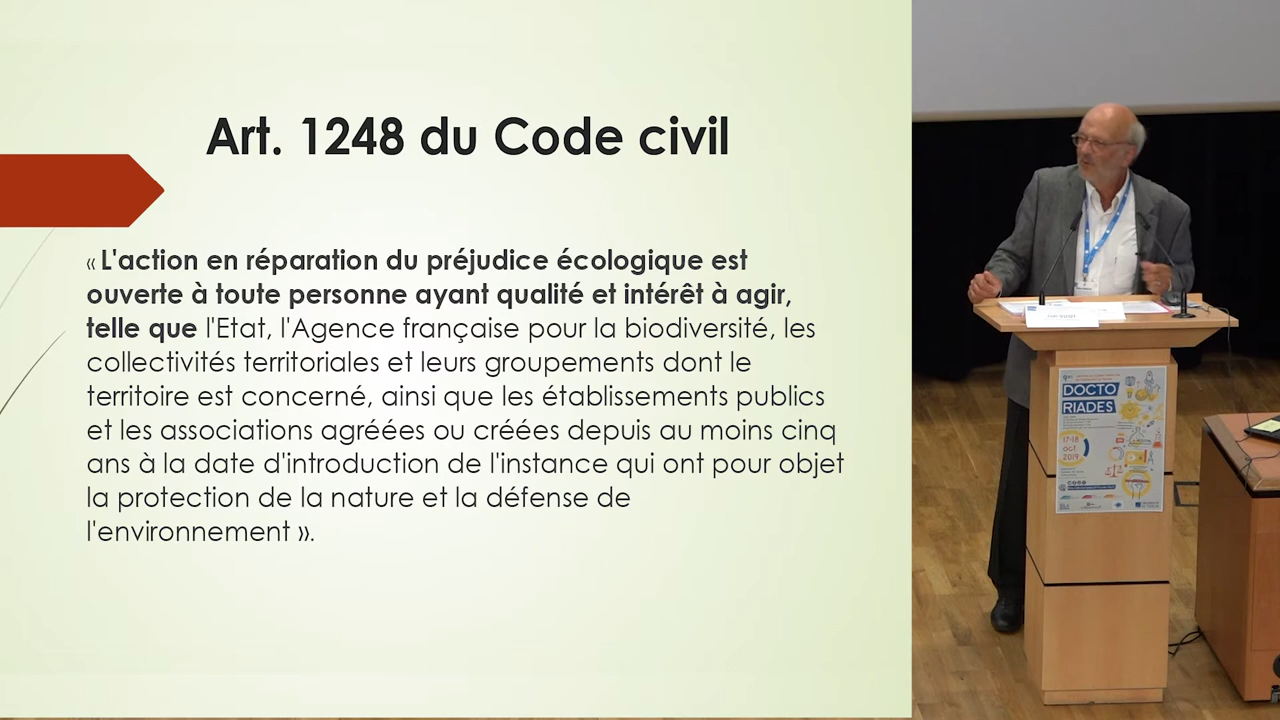 Art. 1248 du Code civil
« L'action en réparation du préjudice écologique est
ouverte à toute personne ayant qualité et intérêt à agir,
telle que l'Etat, l'Agence française pour la biodiversité, les
collectivités territoriales et leurs groupements dont le
territoire est concerné, ainsi que les établissements publics
et les associations agréées ou créées depuis au moins cinq
ans à la date d'introduction de l'instance qui ont pour objet
la protection de la nature et la défense de
l'environnement ».
DOCTO
RIADES
17-18
oct.
2019